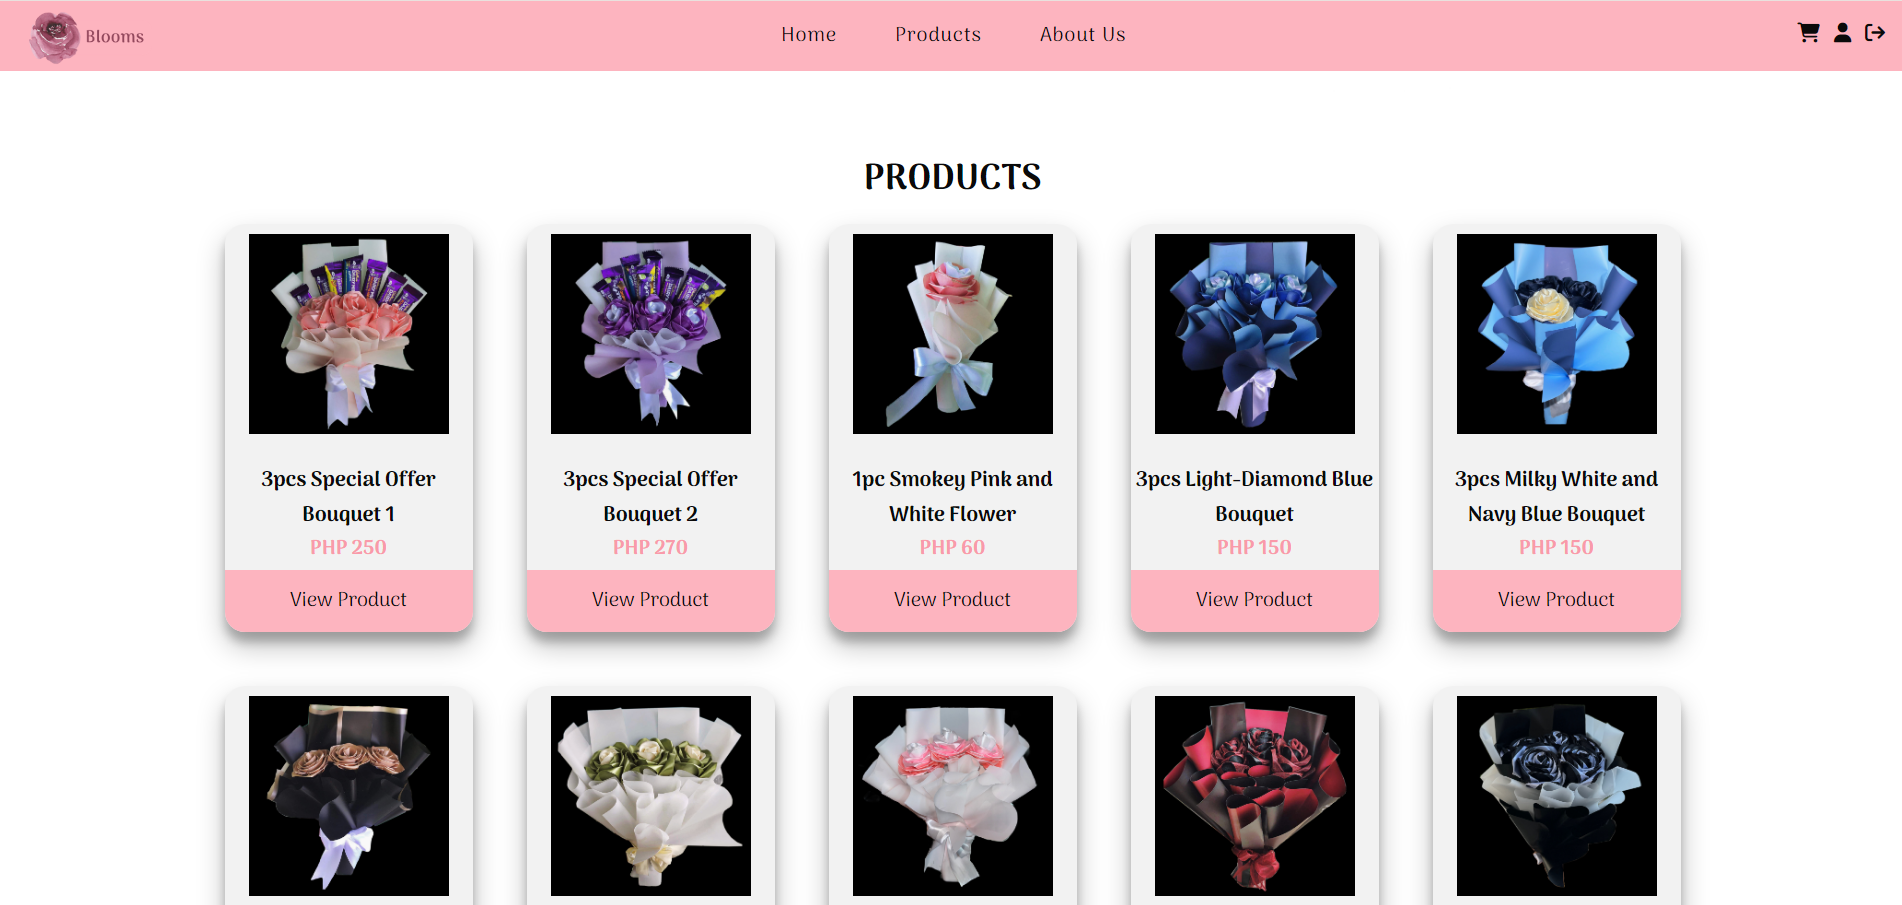 Blooms
Home
Products
About Us
PRODUCTS
3pcs Special Offer
Bouquet 1
PHP 250
View Product
3pcs Special Offer
Bouquet 2
PHP 270
View Product
1pc Smokey Pink and
White Flower
PHP 60
View Product
3pcs Light-Diamond Blue
Bouquet
PHP 150
View Product
3pcs Milky White and
Navy Blue Bouquet
PHP 150
View Product